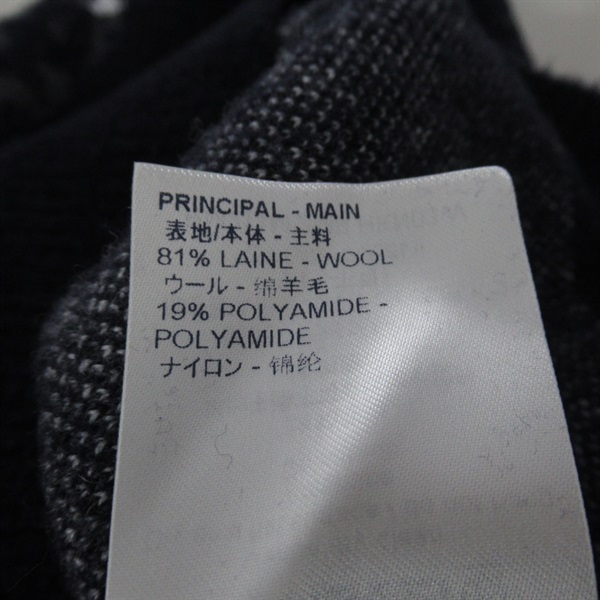 PRINCIPAL - MAIN
表地/本体 - 主料
81% LAINE - WOOL
ウール - 绵羊毛
19% POLYAMIDE -
POLYAMIDE
ナイロン - 锦纶